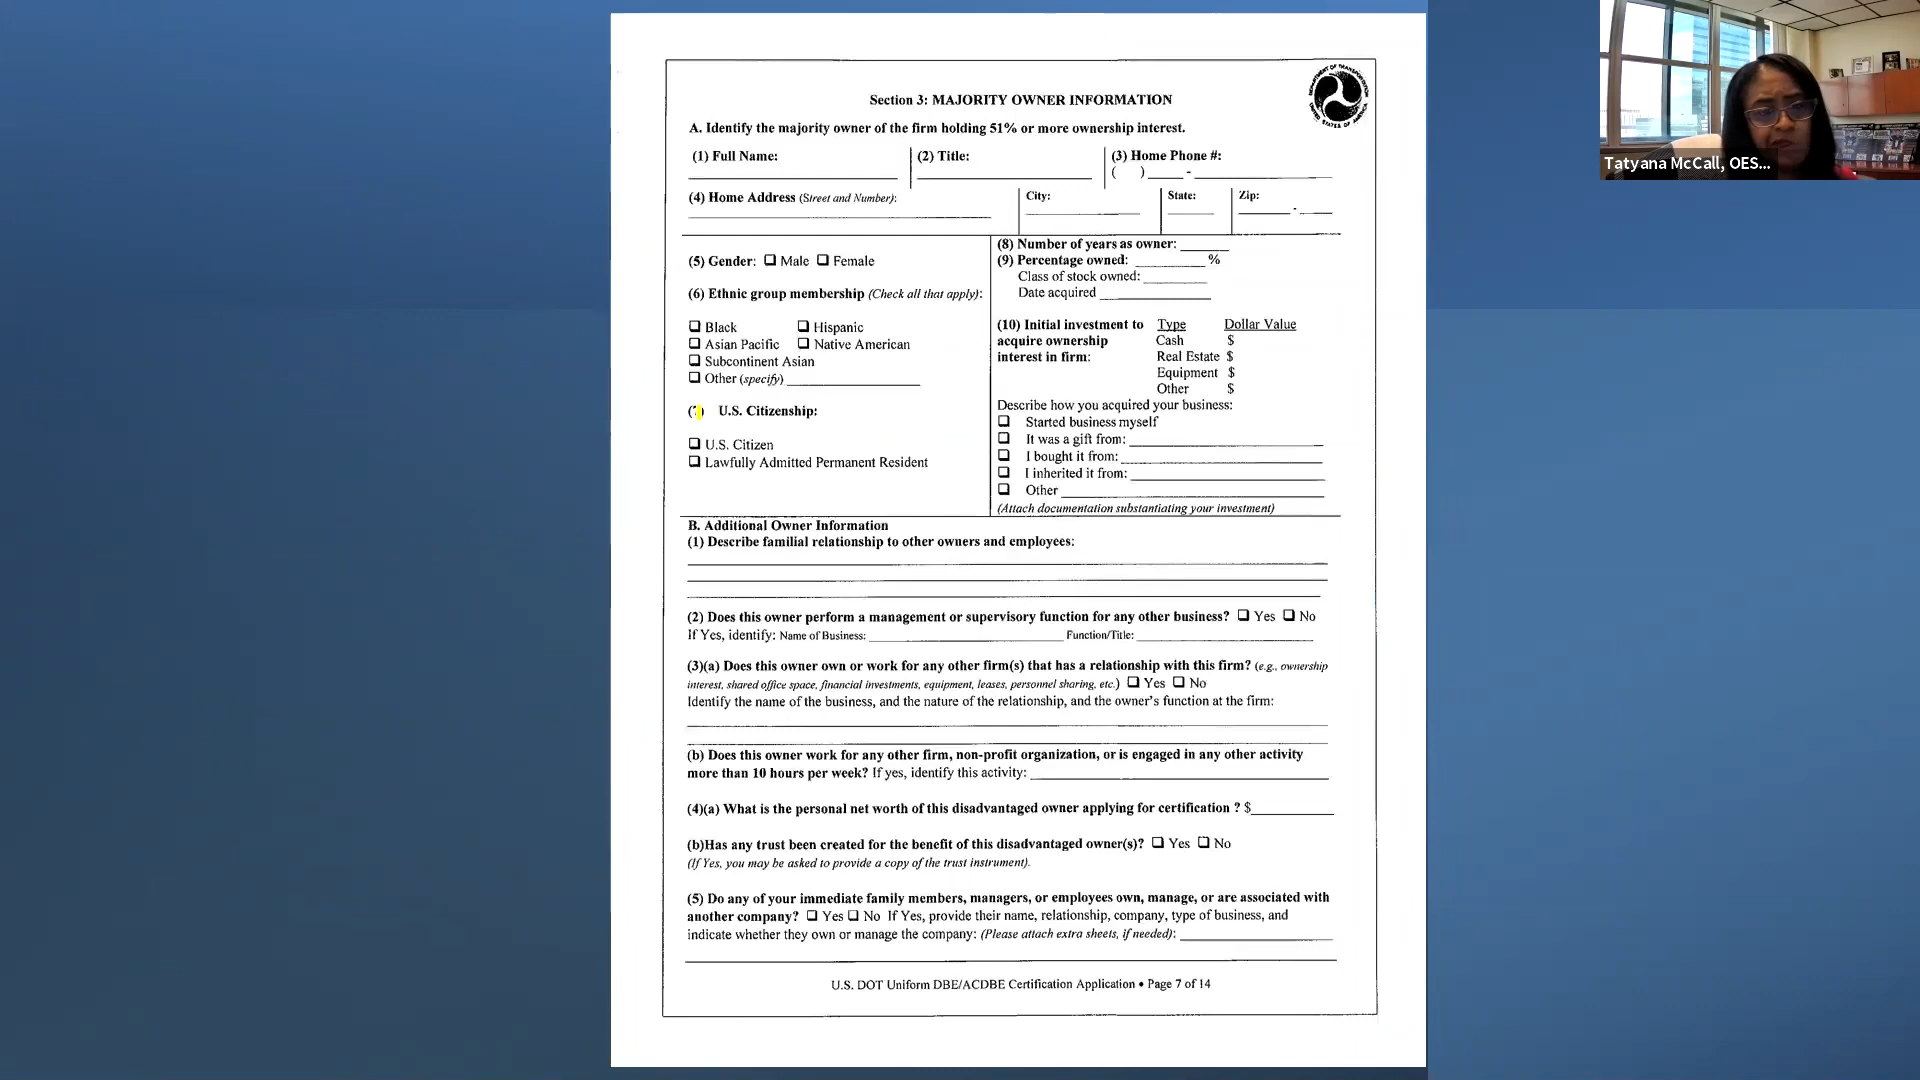 Section 3: MAJORITY OWNER INFORMATION
A. Identify the majority owner of the firm holding 51% or more ownership interest.
(1) Full Name:
(2) Title:
(3) Home Phone #:
( ) -
(4) Home Address (Street and Number):
City:
State:
Zip:
-
(5) Gender: ❑ Male ❑ Female
(6) Ethnic group membership (Check all that apply):
❑ Black ❑ Hispanic
❑ Asian Pacific ❑ Native American
❑ Subcontinent Asian
❑ Other (specify)
(7) U.S. Citizenship:
❑ U.S. Citizen
❑ Lawfully Admitted Permanent Resident
(8) Number of years as owner:
(9) Percentage owned: %
Class of stock owned:
Date acquired
(10) Initial investment to Type Dollar Value
acquire ownership Cash $
interest in firm: Real Estate $
Equipment $
Other $
Describe how you acquired your business:
❑ Started business myself
❑ It was a gift from:
❑ I bought it from:
❑ I inherited it from:
❑ Other
(Attach documentation substantiating your investment)
B. Additional Owner Information
(1) Describe familial relationship to other owners and employees:
(2) Does this owner perform a management or supervisory function for any other business? ❑ Yes ❑ No
If Yes, identify: Name of Business: Function/Title:
(3)(a) Does this owner own or work for any other firm(s) that has a relationship with this firm? (e.g., ownership
interest, shared office space, financial investments, equipment, leases, personnel sharing, etc.) ❑ Yes ❑ No
Identify the name of the business, and the nature of the relationship, and the owner's function at the firm:
(b) Does this owner work for any other firm, non-profit organization, or is engaged in any other activity
more than 10 hours per week? If yes, identify this activity:
(4)(a) What is the personal net worth of this disadvantaged owner applying for certification ? $
(b)Has any trust been created for the benefit of this disadvantaged owner(s)? ❑ Yes ❑ No
(If Yes, you may be asked to provide a copy of the trust instrument).
(5) Do any of your immediate family members, managers, or employees own, manage, or are associated with
another company? ❑ Yes ❑ No If Yes, provide their name, relationship, company, type of business, and
indicate whether they own or manage the company: (Please attach extra sheets, if needed):
U.S. DOT Uniform DBE/ACDBE Certification Application • Page 7 of 14
DEPARTMENT OF TRANSPORTATION
UNITED STATES OF AMERICA
Tatyana McCall, OES...